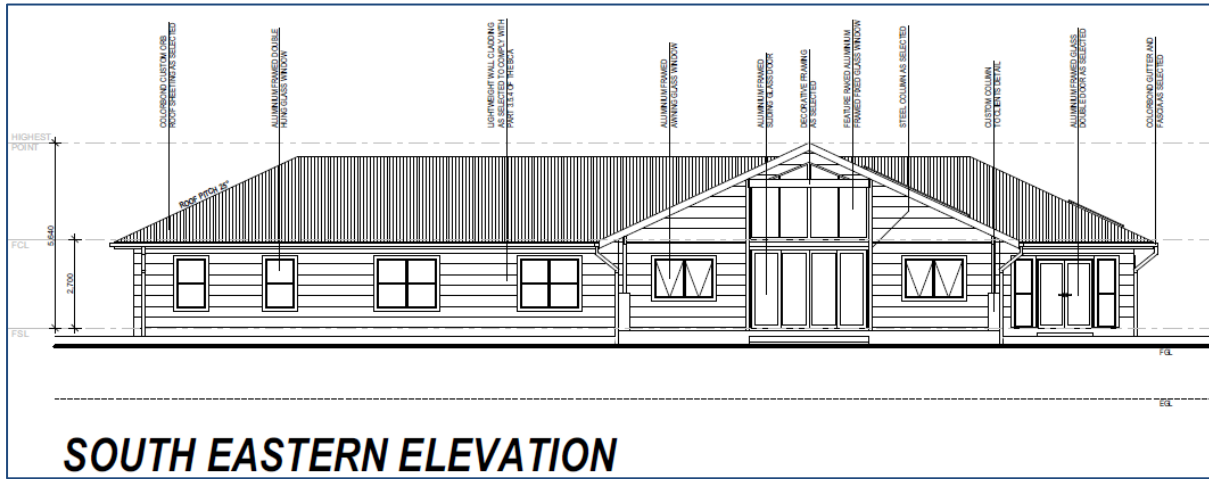 COLORBOND CUSTOM ORB
ROOF SHEETING AS SELECTED
ALUMINIUM FRAMED DOUBLE
HUNG GLASS WINDOW
LIGHTWEIGHT WALL CLADDING
AS SELECTED TO COMPLY WITH
PART 3.5.4 OF THE BCA
ALUMINIUM FRAMED
AWNING GLASS WINDOW
ALUMINIUM FRAMED
SLIDING GLASS DOOR
DECORATIVE FRAMING
AS SELECTED
FEATURE RAKED ALUMINIUM
FRAMED FIXED GLASS WINDOW
STEEL COLUMN AS SELECTED
CUSTOM COLUMN
TO CLIENTS DETAIL
ALUMINIUM FRAMED GLASS
DOUBLE DOOR AS SELECTED
COLORBOND GUTTER AND
FASCIA AS SELECTED
HIGHEST
POINT
ROOF PITCH 25°
FCL
5,640
2,700
FSL
FGL
EGL
SOUTH EASTERN ELEVATION